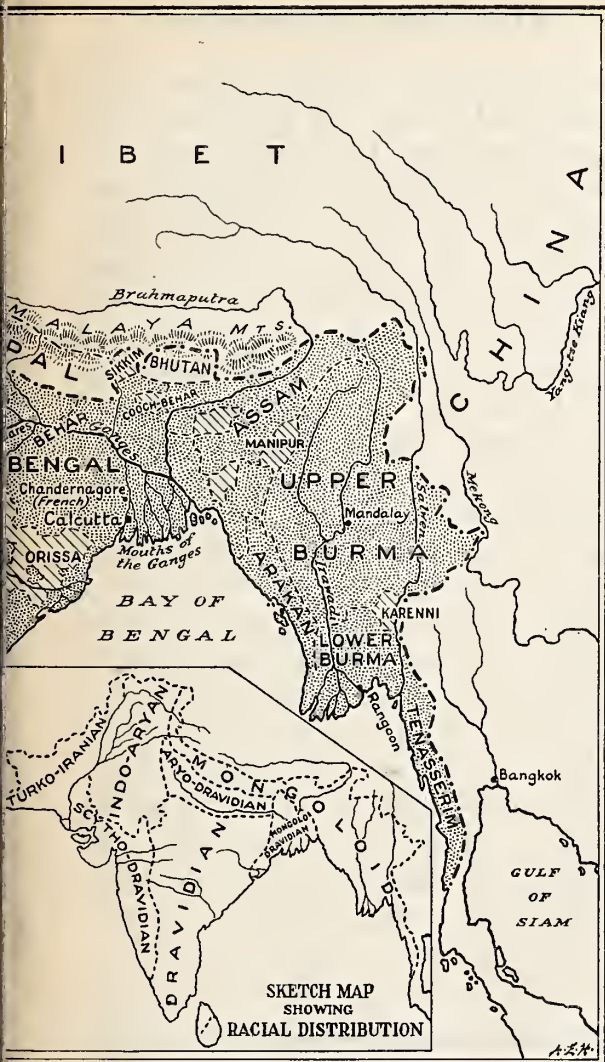 IBET
CHINA
Brahmaputra
MALAYA MTS.
PAL
SIKKIM
BHUTAN
Yang-tse Kiang
COOCH-BEHAR
ASSAM
BEHAR
Ganges
MANIPUR
BENGAL
UPPER
BURMA
Chandernagore
(French)
Salwen
Mekong
Calcutta
Mandalay
ORISSA
Mouths of
the Ganges
ARAKAN
Irawadi
BAY OF
BENGAL
KARENNI
LOWER
BURMA
Rangoon
TENASSERIM
Bangkok
GULF
OF
SIAM
TURKO-IRANIAN
INDO-ARYAN
ARYO-DRAVIDIAN
MONGOLOID
MONGOLO
DRAVIDIAN
SCYTHO-DRAVIDIAN
DRAVIDIAN
SKETCH MAP
SHOWING
RACIAL DISTRIBUTION